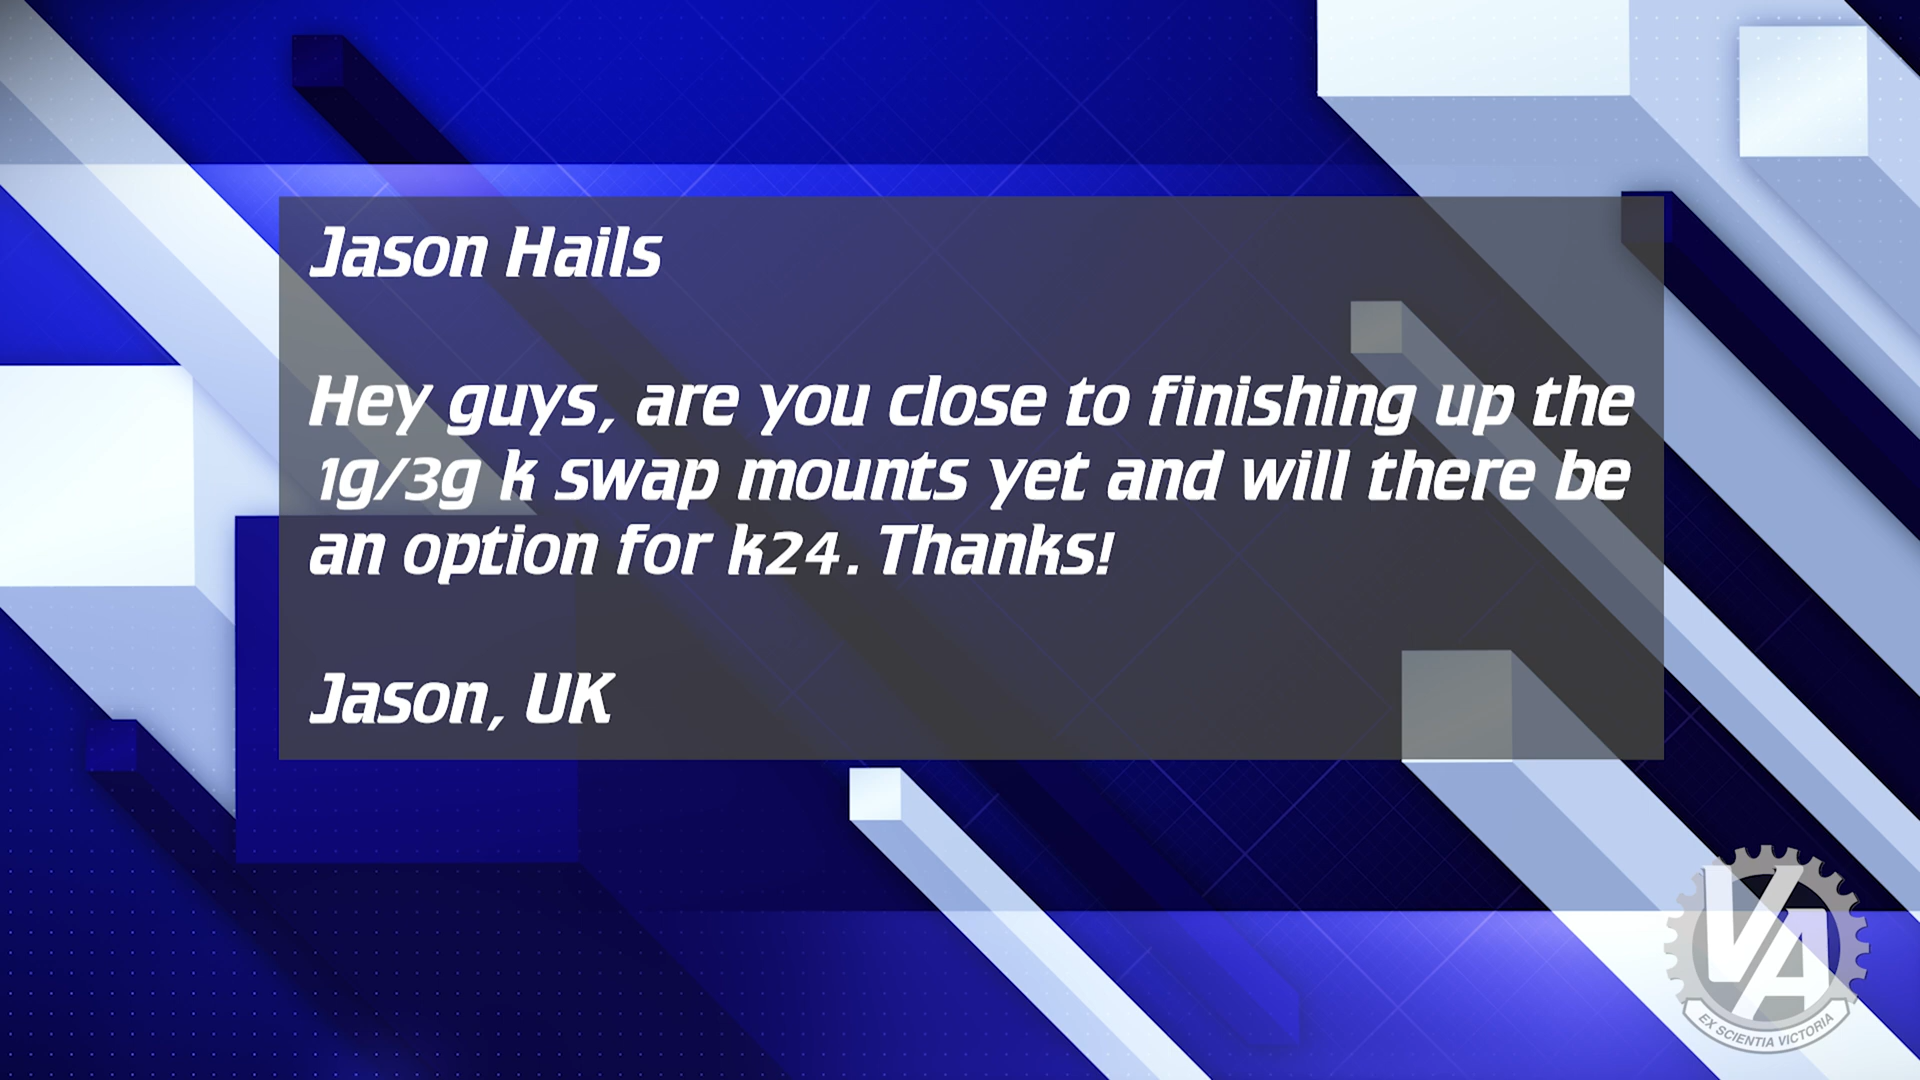 Jason Hails
Hey guys, are you close to finishing up the
1g/3g k swap mounts yet and will there be
an option for k24. Thanks!
Jason, UK
VA
EX SCIENTIA VICTORIA